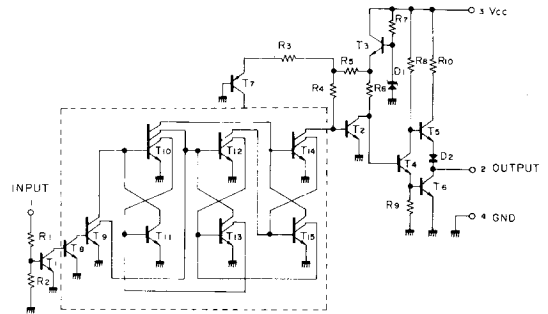 3 Vcc
R7
R3
T3
R5
R8
R10
T7
R4
R6
D1
T2
T5
T10
T12
T14
T4
D2
2 OUTPUT
INPUT
1
T6
R9
4 GND
R1
T9
T11
T13
T15
T8
T1
R2